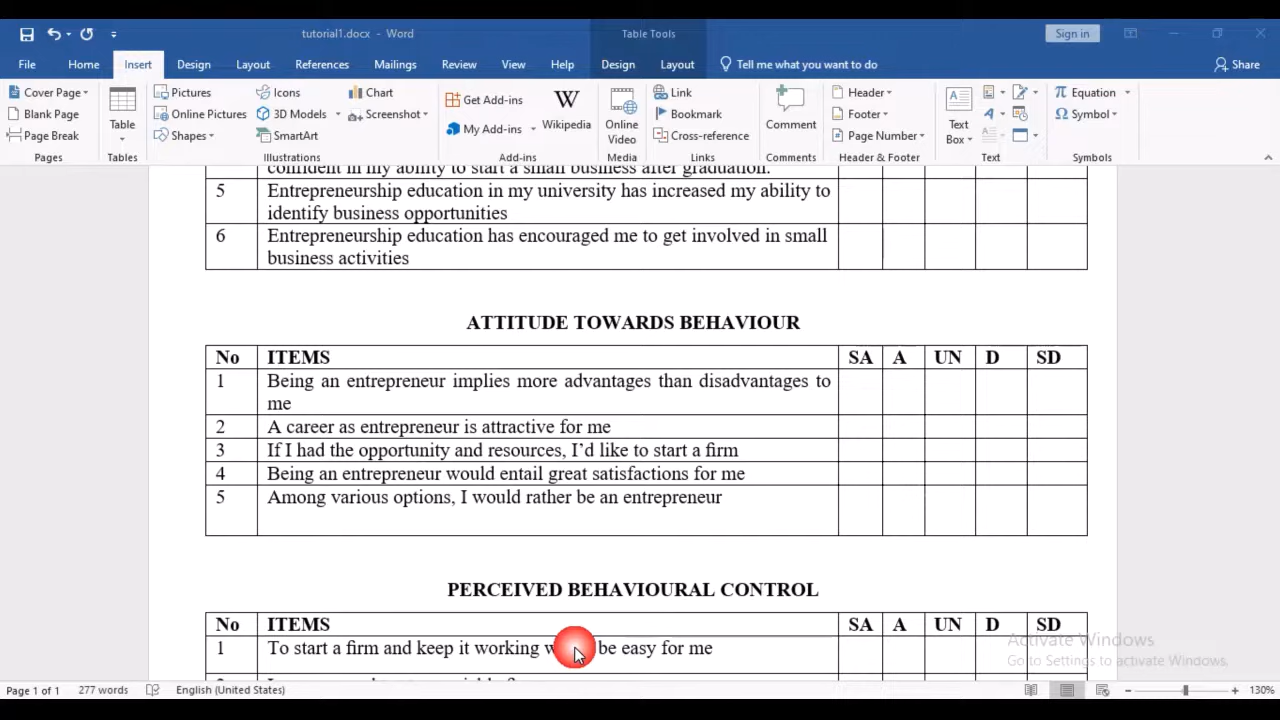 tutorial1.docx - Word
Table Tools
Sign in
File Home Insert Design Layout References Mailings Review View Help Design Layout Tell me what you want to do Share
Cover Page
Blank Page
Page Break
Pages
Table
Tables
Pictures
Online Pictures
Shapes
Icons
3D Models
SmartArt
Chart
Screenshot
Illustrations
Get Add-ins
My Add-ins
Wikipedia
Add-ins
Online Video
Media
Link
Bookmark
Cross-reference
Links
Comment
Comments
Header
Footer
Page Number
Header & Footer
Text Box
Text
Equation
Symbol
Symbols
confident in my ability to start a small business after graduation.
5 Entrepreneurship education in my university has increased my ability to
identify business opportunities
6 Entrepreneurship education has encouraged me to get involved in small
business activities
ATTITUDE TOWARDS BEHAVIOUR
No ITEMS SA A UN D SD
1 Being an entrepreneur implies more advantages than disadvantages to
me
2 A career as entrepreneur is attractive for me
3 If I had the opportunity and resources, I’d like to start a firm
4 Being an entrepreneur would entail great satisfactions for me
5 Among various options, I would rather be an entrepreneur
PERCEIVED BEHAVIOURAL CONTROL
No ITEMS SA A UN D SD
1 To start a firm and keep it working be easy for me
Activate Windows
Go to Settings to activate Windows.
Page 1 of 1 277 words English (United States) 130%